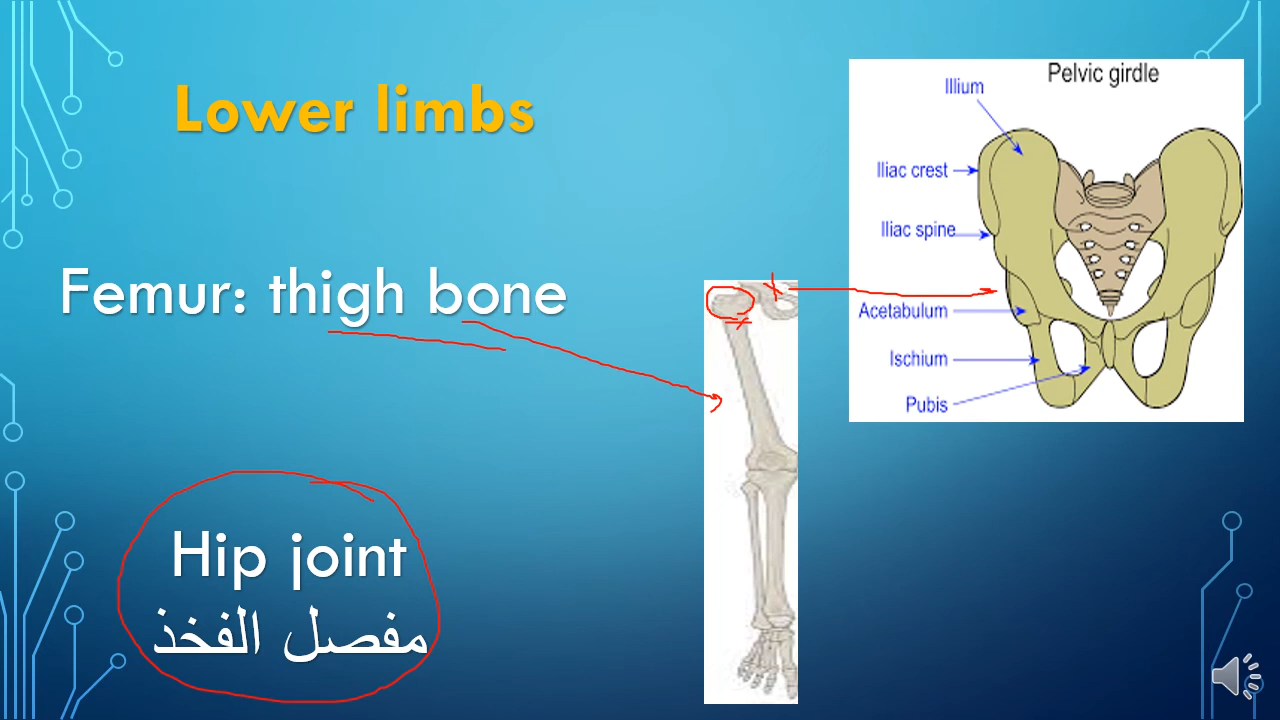 Lower limbs
Femur: thigh bone
Hip joint
مفصل الفخذ
Pelvic girdle
Illium
Iliac crest
Iliac spine
Acetabulum
Ischium
Pubis